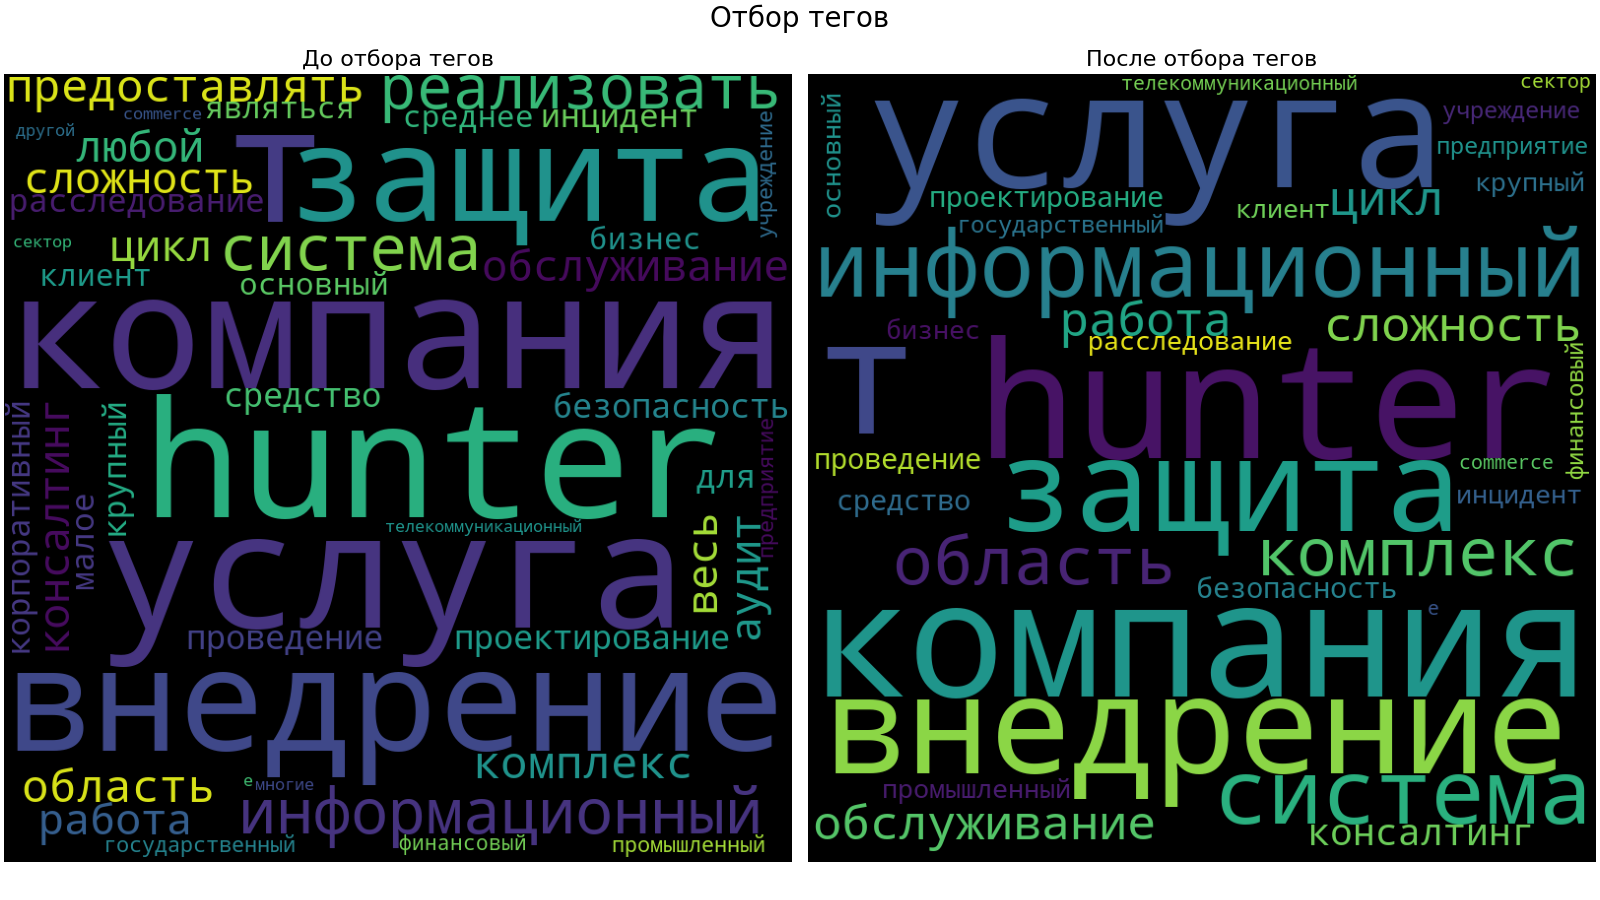 Отбор тегов
До отбора тегов
предоставлять
реализовать
commerce
являться
среднее
инцидент
другой
любой
т
защита
учреждение
сложность
расследование
сектор
цикл
система
бизнес
обслуживание
клиент
основный
компания
средство
безопасность
hunter
корпоративный
консалтинг
крупный
малое
для
предприятие
телекоммуникационный
услуга
весь
аудит
проведение
проектирование
внедрение
комплекс
область
е
многие
информационный
работа
государственный
финансовый
промышленный
После отбора тегов
телекоммуникационный
сектор
основный
услуга
учреждение
предприятие
крупный
проектирование
клиент
цикл
государственный
информационный
работа
сложность
бизнес
расследование
т
hunter
финансовый
проведение
защита
commerce
средство
инцидент
область
комплекс
безопасность
е
компания
внедрение
промышленный
система
обслуживание
консалтинг